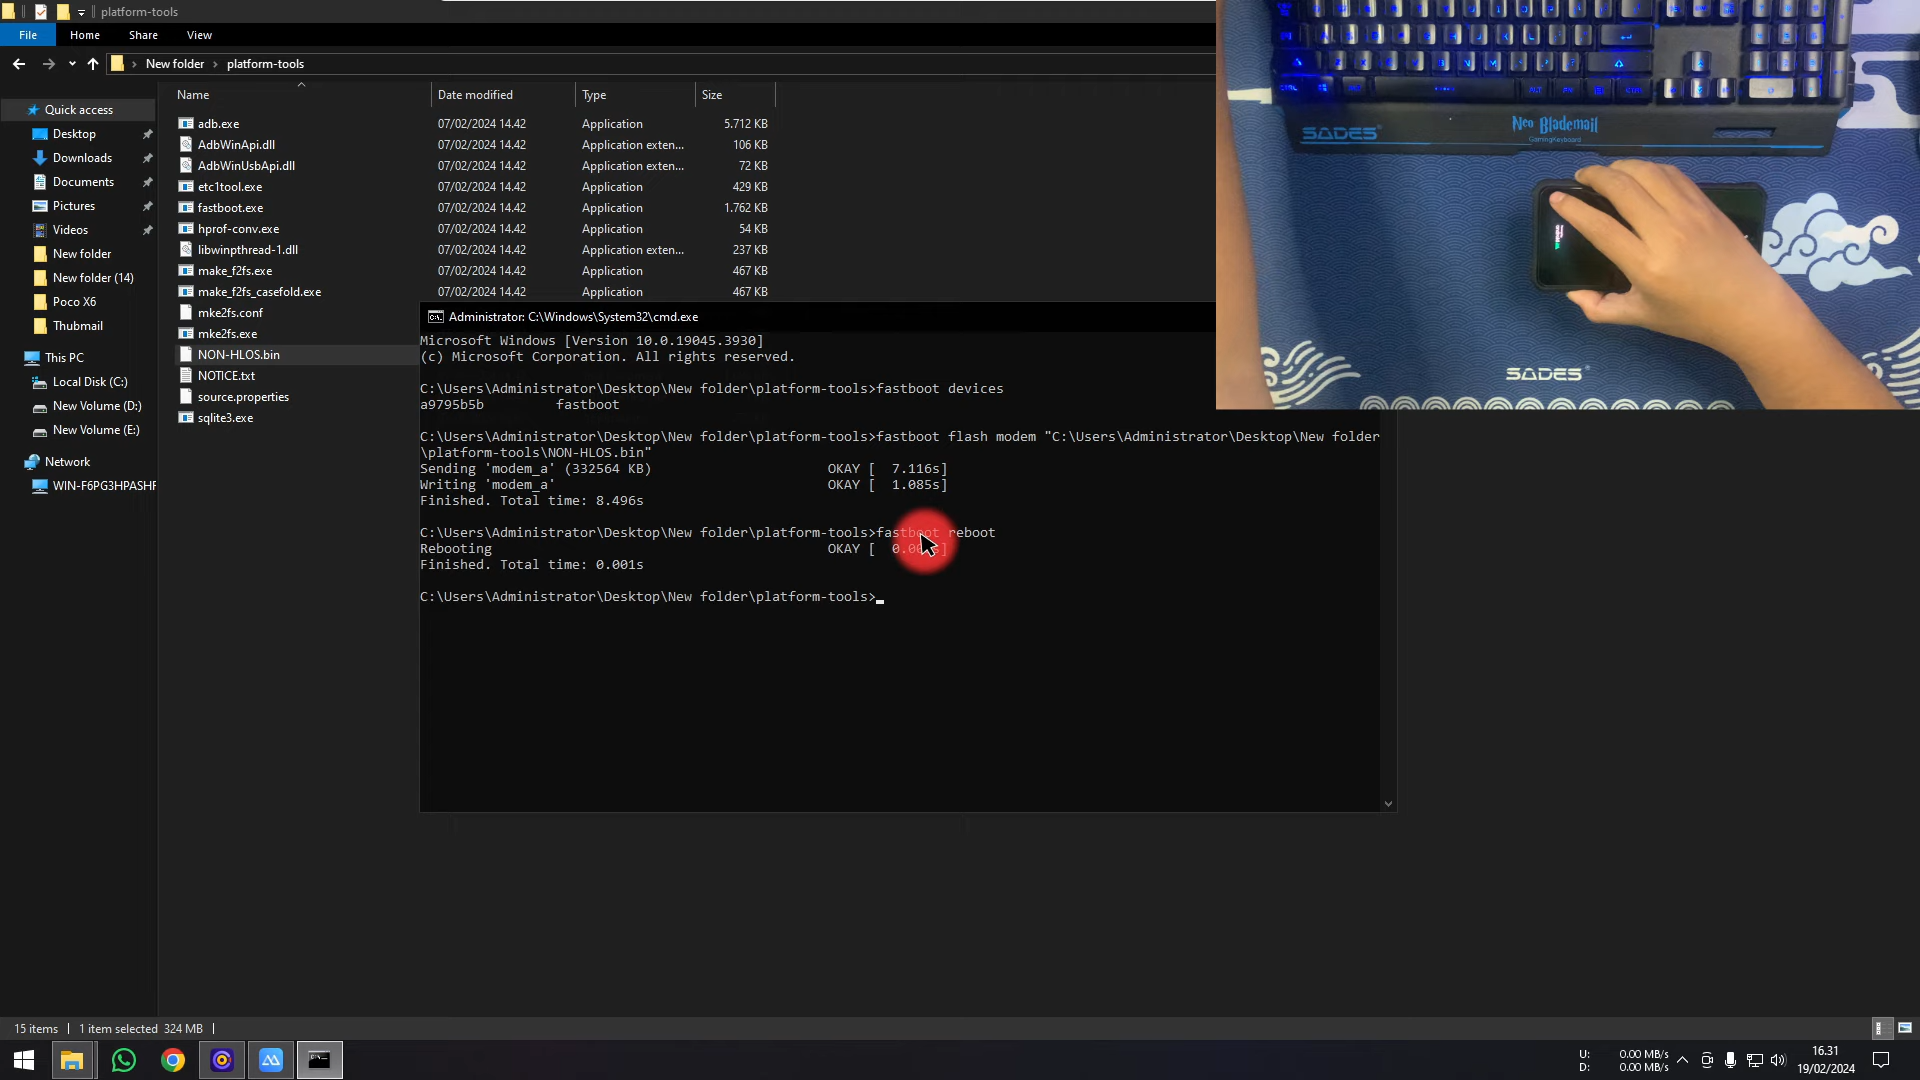 platform-tools
File Home Share View
New folder > platform-tools
Name Date modified Type Size
Quick access
Desktop
Downloads
Documents
Pictures
Videos
New folder
New folder (14)
Poco X6
Thubmail
This PC
Local Disk (C:)
New Volume (D:)
New Volume (E:)
Network
WIN-F6PG3HPASHF
adb.exe 07/02/2024 14.42 Application 5.712 KB
AdbWinApi.dll 07/02/2024 14.42 Application exten... 106 KB
AdbWinUsbApi.dll 07/02/2024 14.42 Application exten... 72 KB
etc1tool.exe 07/02/2024 14.42 Application 429 KB
fastboot.exe 07/02/2024 14.42 Application 1.762 KB
hprof-conv.exe 07/02/2024 14.42 Application 54 KB
libwinpthread-1.dll 07/02/2024 14.42 Application exten... 237 KB
make_f2fs.exe 07/02/2024 14.42 Application 467 KB
make_f2fs_casefold.exe 07/02/2024 14.42 Application 467 KB
mke2fs.conf
mke2fs.exe
NON-HLOS.bin
NOTICE.txt
source.properties
sqlite3.exe
Administrator: C:\Windows\System32\cmd.exe
Microsoft Windows [Version 10.0.19045.3930]
(c) Microsoft Corporation. All rights reserved.
C:\Users\Administrator\Desktop\New folder\platform-tools>fastboot devices
a9795b5b fastboot
C:\Users\Administrator\Desktop\New folder\platform-tools>fastboot flash modem "C:\Users\Administrator\Desktop\New folder
\platform-tools\NON-HLOS.bin"
Sending 'modem_a' (332564 KB) OKAY [ 7.116s]
Writing 'modem_a' OKAY [ 1.085s]
Finished. Total time: 8.496s
C:\Users\Administrator\Desktop\New folder\platform-tools>fastboot reboot
Rebooting OKAY [
Finished. Total time: 0.001s
C:\Users\Administrator\Desktop\New folder\platform-tools>
SADES
Neo Blademail
GamingKeyboard
SADES
15 items 1 item selected 324 MB
U: 0.00 MB/s
D: 0.00 MB/s
16.31
19/02/2024